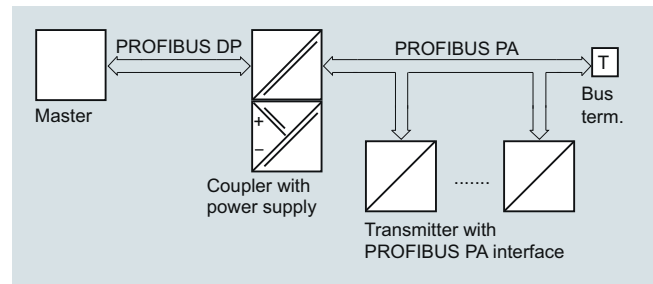 PROFIBUS DP
PROFIBUS PA
T
Master
Bus
term.
+
–
Coupler with
power supply
.......
Transmitter with
PROFIBUS PA interface